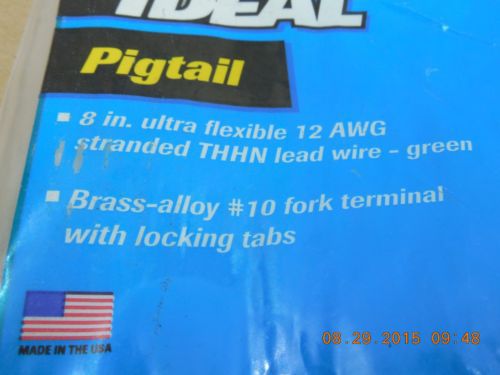 IDEAL
Pigtail
8 in. ultra flexible 12 AWG
stranded THHN lead wire – green
Brass-alloy #10 fork terminal
with locking tabs
MADE IN THE USA
08.29.2015 09:48